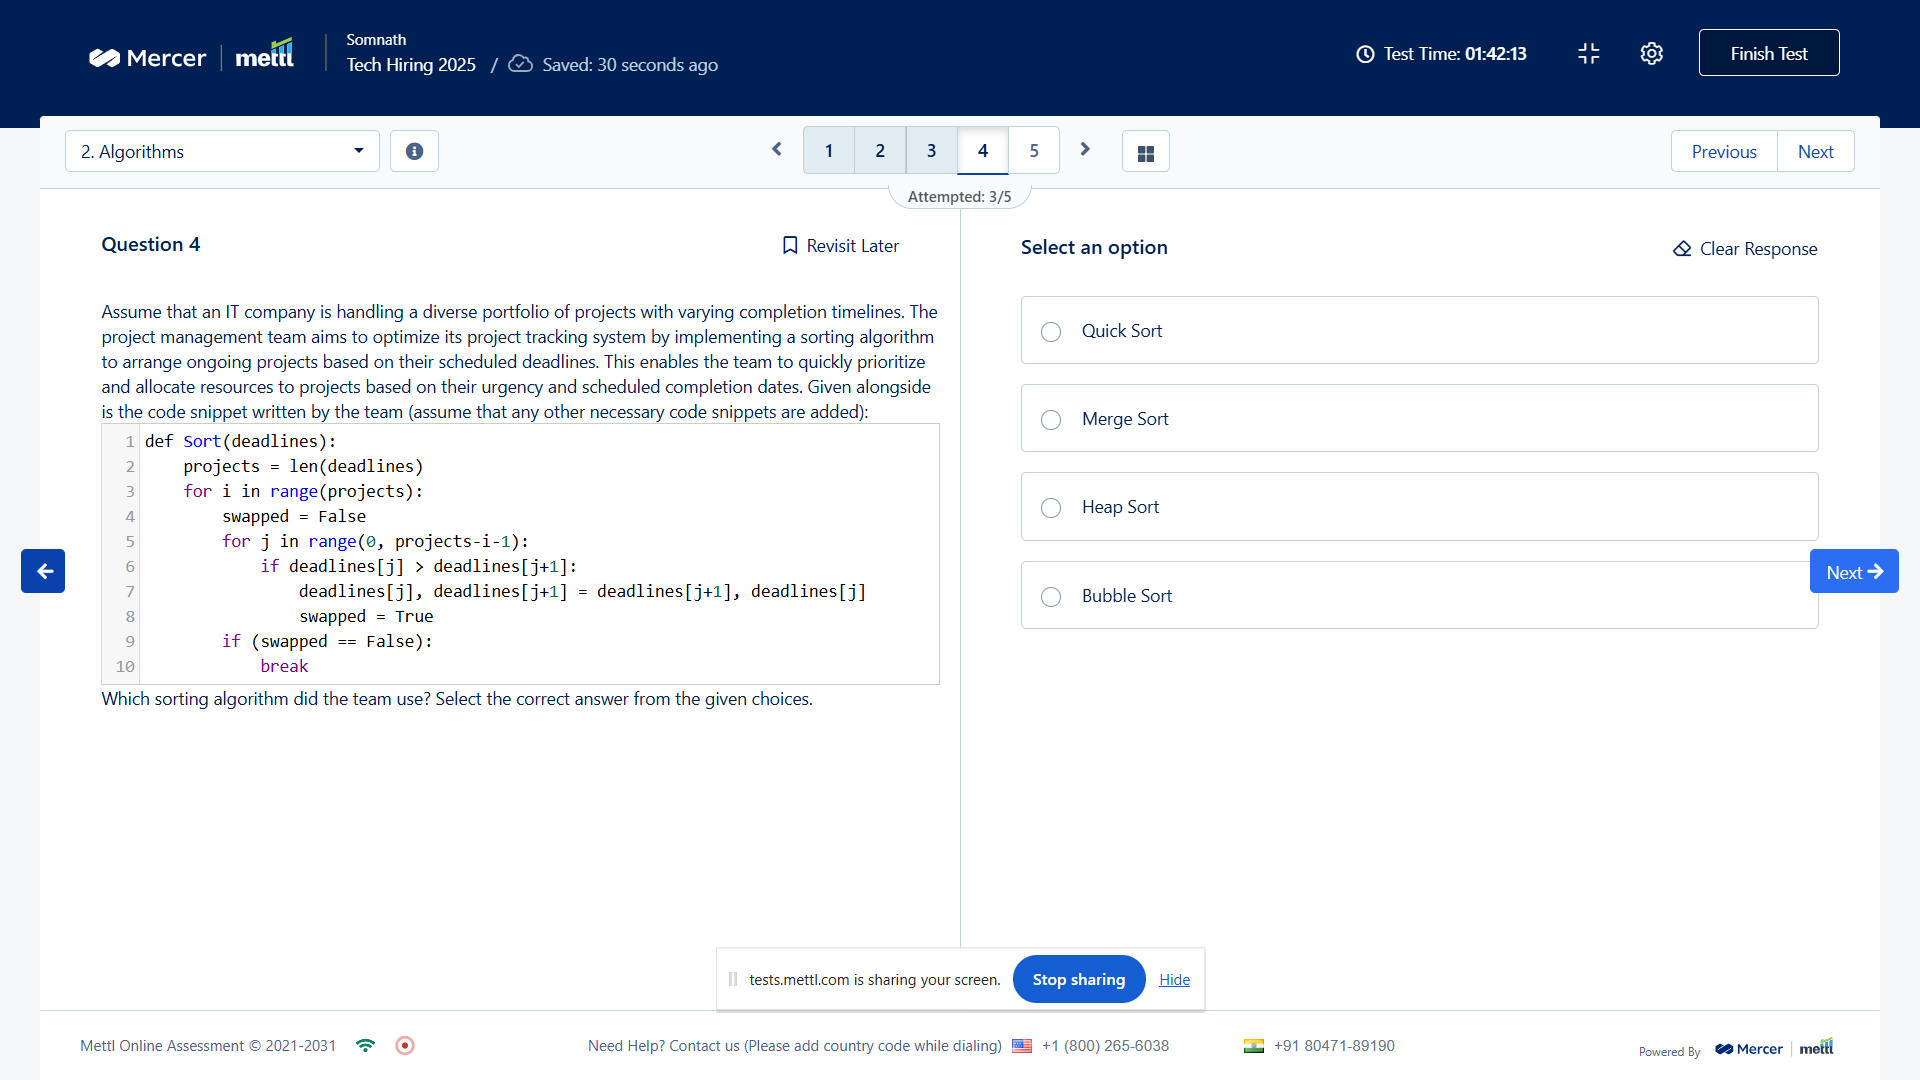 Mercer | mettl
Somnath
Tech Hiring 2025 / Saved: 30 seconds ago
Test Time: 01:42:13
Finish Test
2. Algorithms
1 2 3 4 5
Previous Next
Attempted: 3/5
Question 4
Revisit Later
Assume that an IT company is handling a diverse portfolio of projects with varying completion timelines. The
project management team aims to optimize its project tracking system by implementing a sorting algorithm
to arrange ongoing projects based on their scheduled deadlines. This enables the team to quickly prioritize
and allocate resources to projects based on their urgency and scheduled completion dates. Given alongside
is the code snippet written by the team (assume that any other necessary code snippets are added):
1 def Sort(deadlines):
2     projects = len(deadlines)
3     for i in range(projects):
4         swapped = False
5         for j in range(0, projects-i-1):
6             if deadlines[j] > deadlines[j+1]:
7                 deadlines[j], deadlines[j+1] = deadlines[j+1], deadlines[j]
8                 swapped = True
9         if (swapped == False):
10             break
Which sorting algorithm did the team use? Select the correct answer from the given choices.
Select an option
Clear Response
Quick Sort
Merge Sort
Heap Sort
Bubble Sort
Next
tests.mettl.com is sharing your screen. Stop sharing Hide
Mettl Online Assessment © 2021-2031
Need Help? Contact us (Please add country code while dialing) +1 (800) 265-6038 +91 80471-89190
Powered By Mercer | mettl